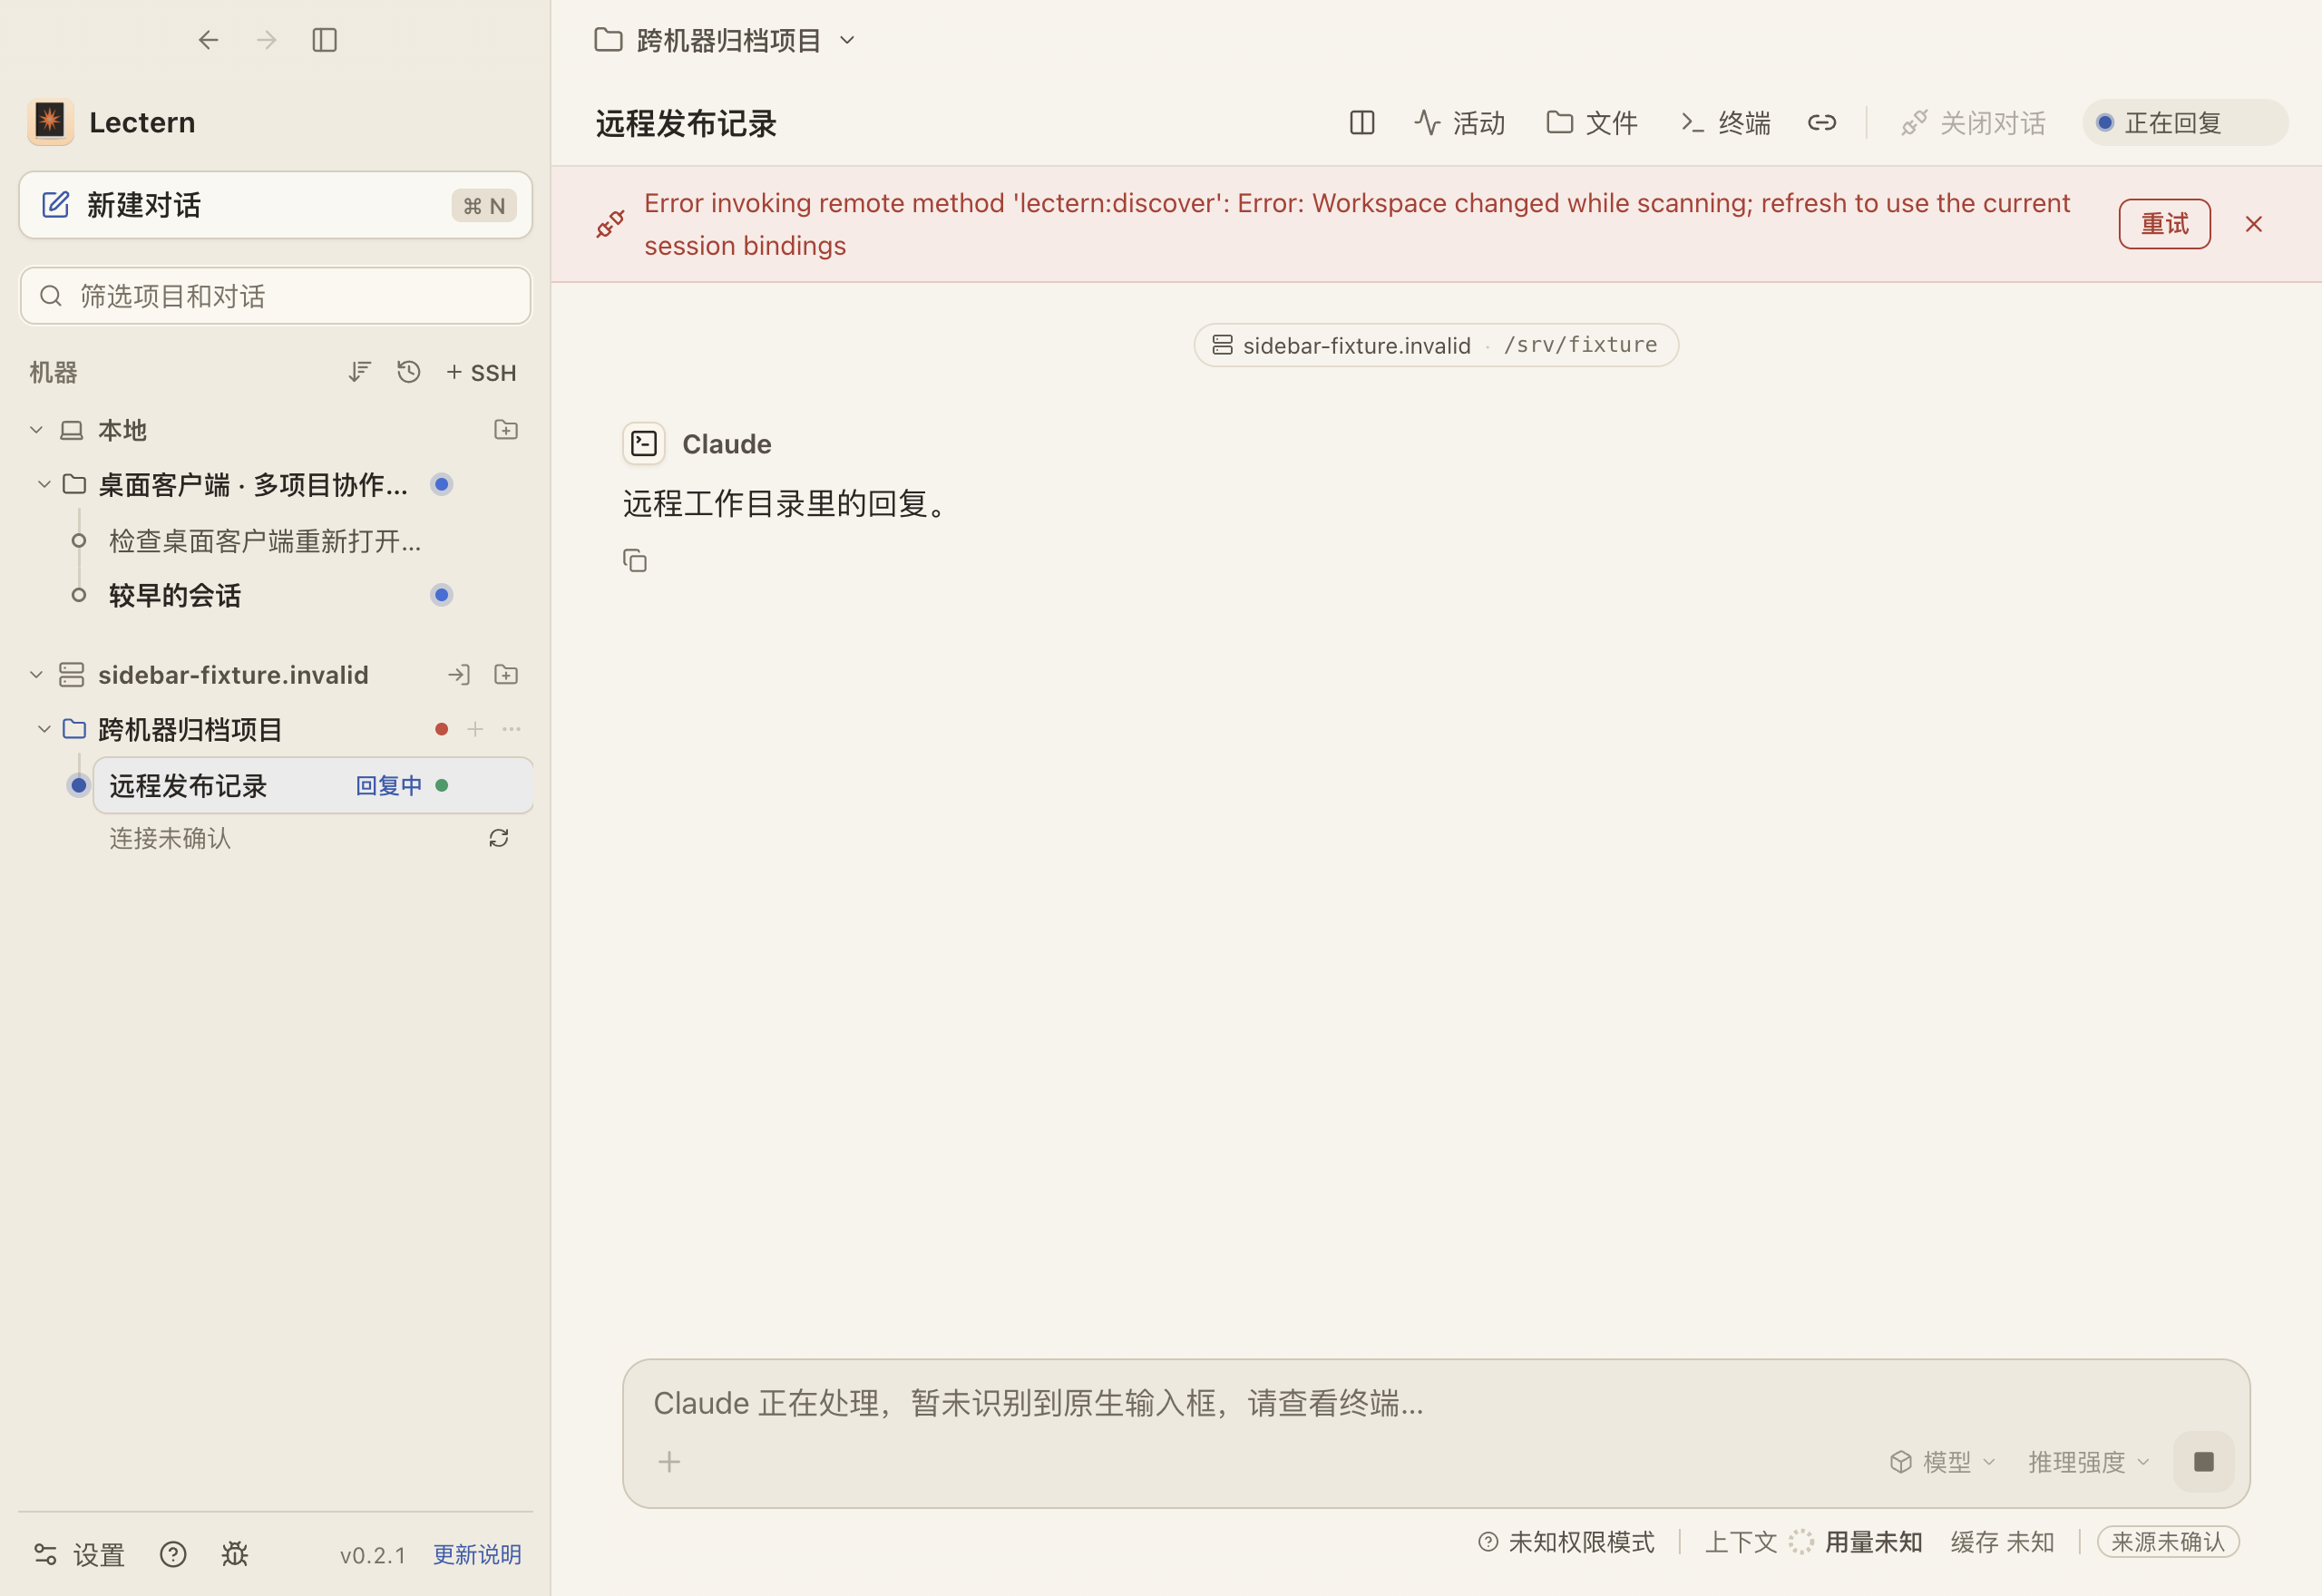 Lectern
新建对话
⌘ N
筛选项目和对话
机器
+ SSH
本地
桌面客户端 · 多项目协作...
检查桌面客户端重新打开...
较早的会话
sidebar-fixture.invalid
跨机器归档项目
远程发布记录
回复中
连接未确认
设置
v0.2.1
更新说明
跨机器归档项目
远程发布记录
活动
文件
终端
关闭对话
正在回复
Error invoking remote method 'lectern:discover': Error: Workspace changed while scanning; refresh to use the current
session bindings
重试
sidebar-fixture.invalid · /srv/fixture
Claude
远程工作目录里的回复。
Claude 正在处理，暂未识别到原生输入框，请查看终端...
模型
推理强度
未知权限模式
上下文
用量未知
缓存 未知
来源未确认